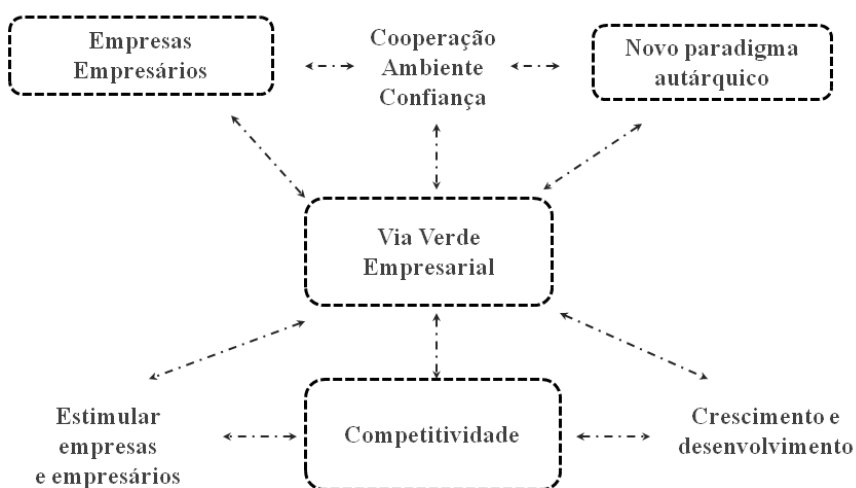 Empresas
Empresários
Cooperação
Ambiente
Confiança
Novo paradigma
autárquico
Via Verde
Empresarial
Estimular
empresas
e empresários
Competitividade
Crescimento e
desenvolvimento